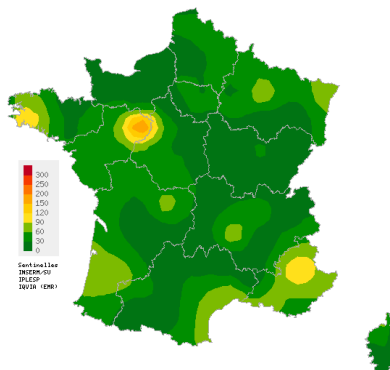 300
250
200
150
120
90
60
30
0
Sentinelles
INSERM/SU
IPLESP
IQVIA (EMR)